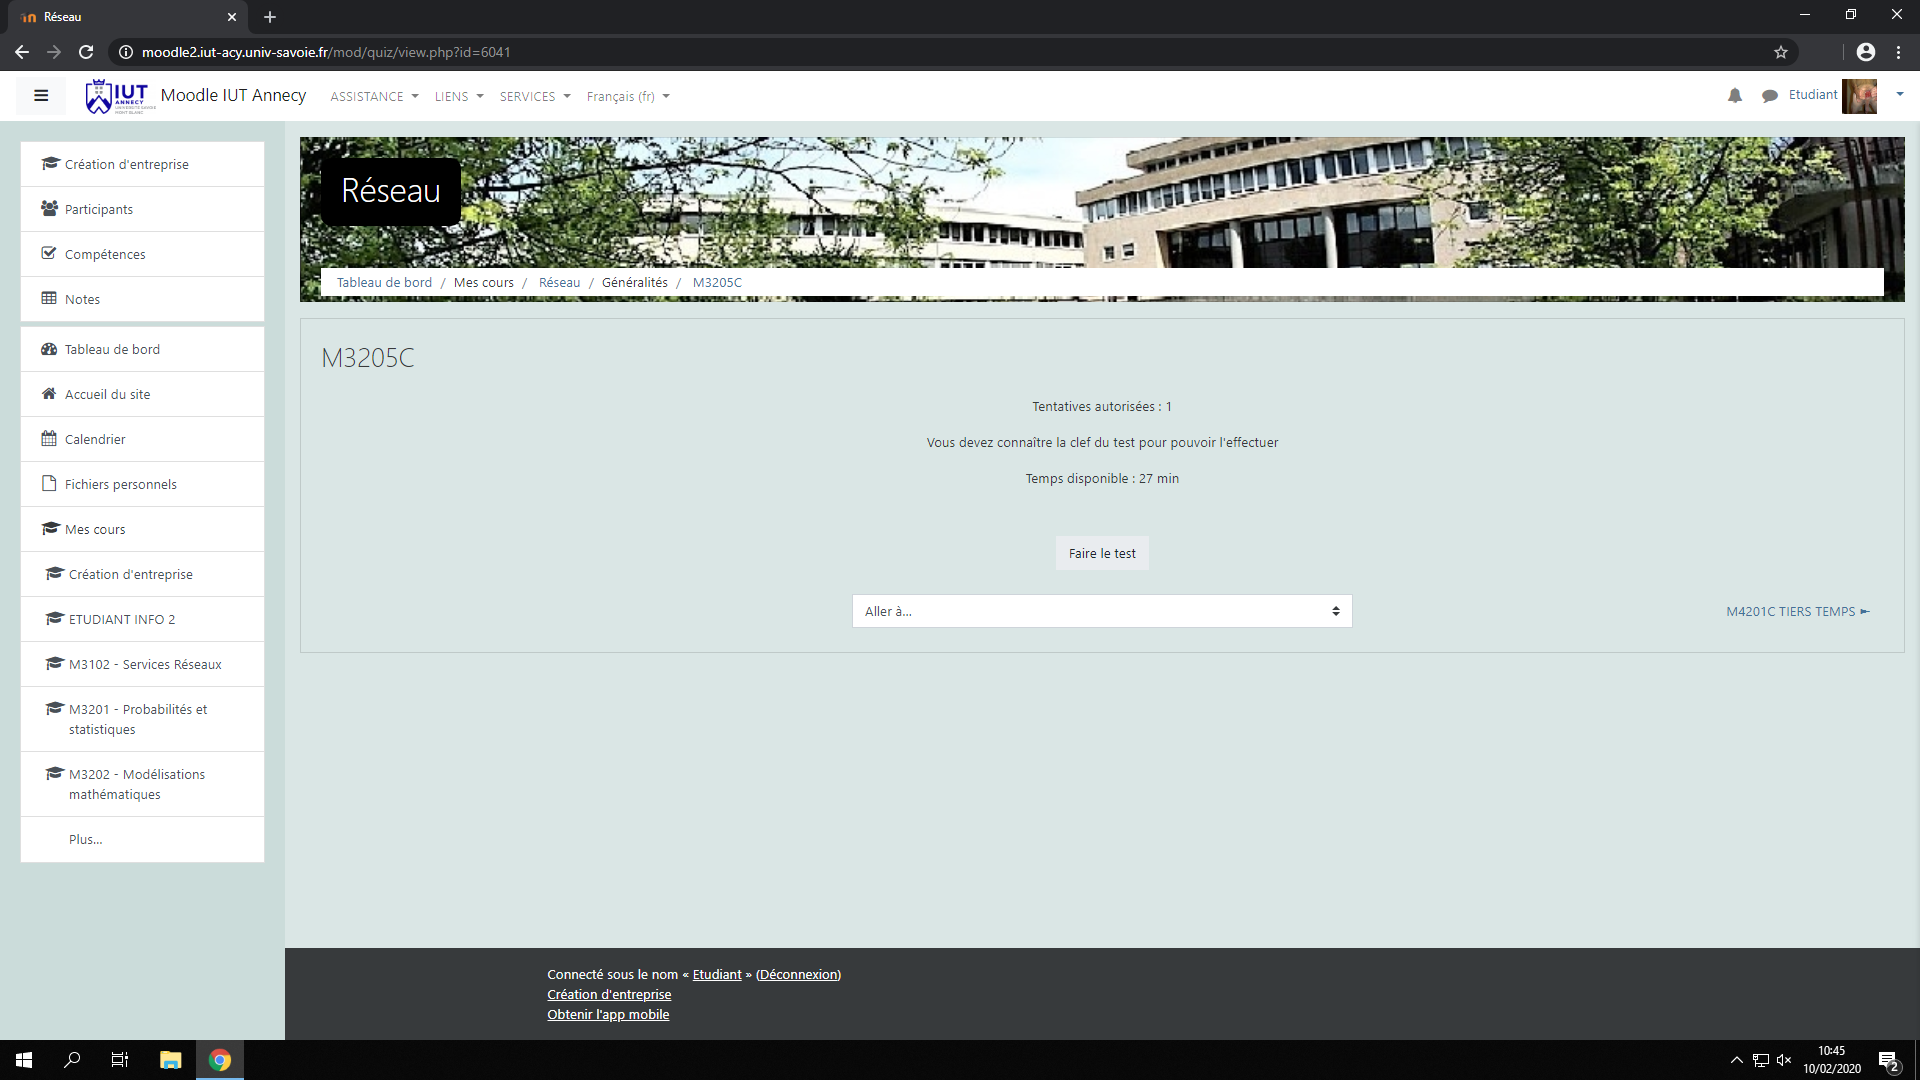 Réseau
moodle2.iut-acy.univ-savoie.fr/mod/quiz/view.php?id=6041
IUT
ANNECY
Moodle IUT Annecy
ASSISTANCE
LIENS
SERVICES
Français (fr)
Etudiant
Création d'entreprise
Participants
Compétences
Notes
Tableau de bord
Accueil du site
Calendrier
Fichiers personnels
Mes cours
Création d'entreprise
ETUDIANT INFO 2
M3102 - Services Réseaux
M3201 - Probabilités et
statistiques
M3202 - Modélisations
mathématiques
Plus...
Réseau
Tableau de bord / Mes cours / Réseau / Généralités / M3205C
M3205C
Tentatives autorisées : 1
Vous devez connaître la clef du test pour pouvoir l'effectuer
Temps disponible : 27 min
Faire le test
Aller à...
M4201C TIERS TEMPS ►
Connecté sous le nom « Etudiant » (Déconnexion)
Création d'entreprise
Obtenir l'app mobile
10:45
10/02/2020
2